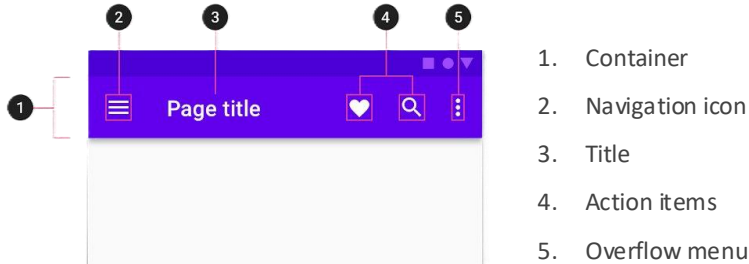 2 3 4 5
1
Page title
1. Container
2. Navigation icon
3. Title
4. Action items
5. Overflow menu